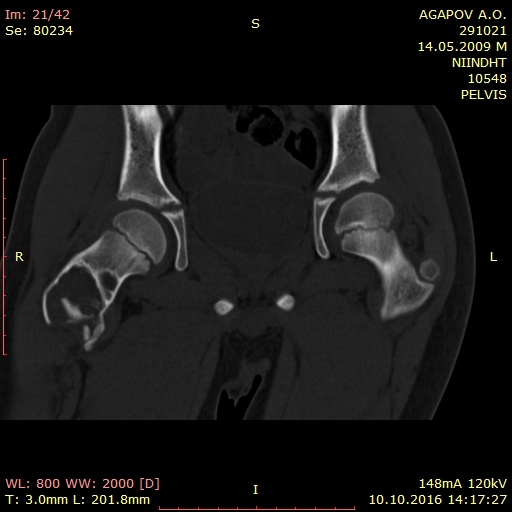 Im: 21/42
Se: 80234
S
AGAPOV A.O.
291021
14.05.2009 M
NIINDHT
10548
PELVIS
R
L
WL: 800 WW: 2000 [D]
T: 3.0mm L: 201.8mm
I
148mA 120kV
10.10.2016 14:17:27